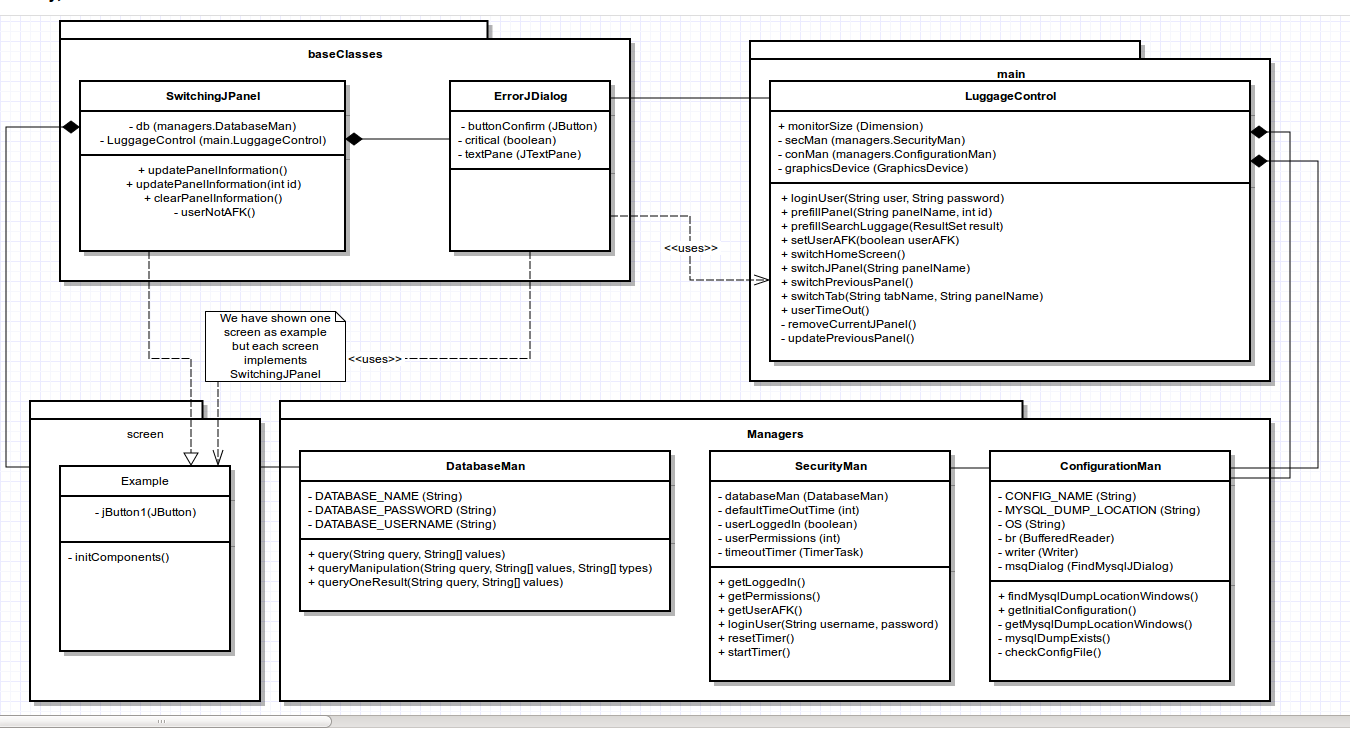 baseClasses
SwitchingJPanel
- db (managers.DatabaseMan)
- LuggageControl (main.LuggageControl)
+ updatePanelInformation()
+ updatePanelInformation(int id)
+ clearPanelInformation()
- userNotAFK()
ErrorJDialog
- buttonConfirm (JButton)
- critical (boolean)
- textPane (JTextPane)
main
LuggageControl
+ monitorSize (Dimension)
- secMan (managers.SecurityMan)
- conMan (managers.ConfigurationMan)
- graphicsDevice (GraphicsDevice)
+ loginUser(String user, String password)
+ prefillPanel(String panelName, int id)
+ prefillSearchLuggage(ResultSet result)
+ setUserAFK(boolean userAFK)
+ switchHomeScreen()
+ switchJPanel(String panelName)
+ switchPreviousPanel()
+ switchTab(String tabName, String panelName)
+ userTimeOut()
- removeCurrentJPanel()
- updatePreviousPanel()
<<uses>>
We have shown one
screen as example
but each screen
implements
SwitchingJPanel
<<uses>>
screen
Example
- jButton1(JButton)
- initComponents()
Managers
DatabaseMan
- DATABASE_NAME (String)
- DATABASE_PASSWORD (String)
- DATABASE_USERNAME (String)
+ query(String query, String[] values)
+ queryManipulation(String query, String[] values, String[] types)
+ queryOneResult(String query, String[] values)
SecurityMan
- databaseMan (DatabaseMan)
- defaultTimeOutTime (int)
- userLoggedIn (boolean)
- userPermissions (int)
- timeoutTimer (TimerTask)
+ getLoggedIn()
+ getPermissions()
+ getUserAFK()
+ loginUser(String username, password)
+ resetTimer()
+ startTimer()
ConfigurationMan
- CONFIG_NAME (String)
- MYSQL_DUMP_LOCATION (String)
- OS (String)
- br (BufferedReader)
- writer (Writer)
- msqDialog (FindMysqlJDialog)
+ findMysqlDumpLocationWindows()
+ getInitialConfiguration()
- getMysqlDumpLocationWindows()
- mysqlDumpExists()
- checkConfigFile()